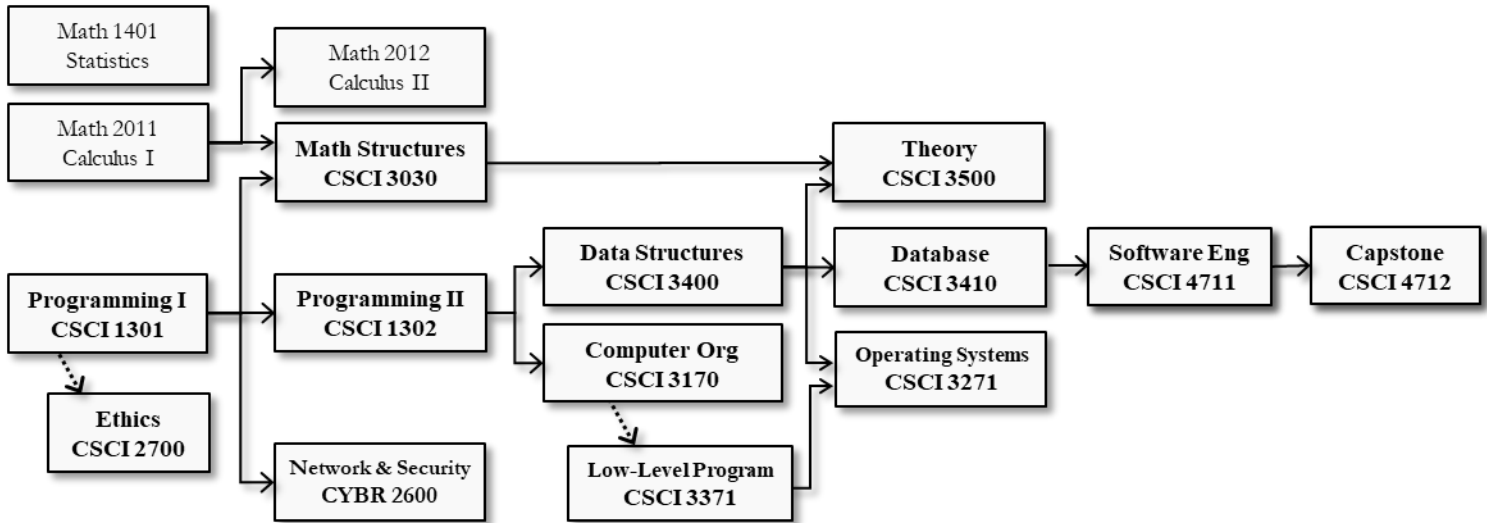 Math 1401
Statistics
Math 2011
Calculus I
Math 2012
Calculus II
Math Structures
CSCI 3030
Theory
CSCI 3500
Programming I
CSCI 1301
Programming II
CSCI 1302
Data Structures
CSCI 3400
Database
CSCI 3410
Software Eng
CSCI 4711
Capstone
CSCI 4712
Computer Org
CSCI 3170
Operating Systems
CSCI 3271
Ethics
CSCI 2700
Network & Security
CYBR 2600
Low-Level Program
CSCI 3371